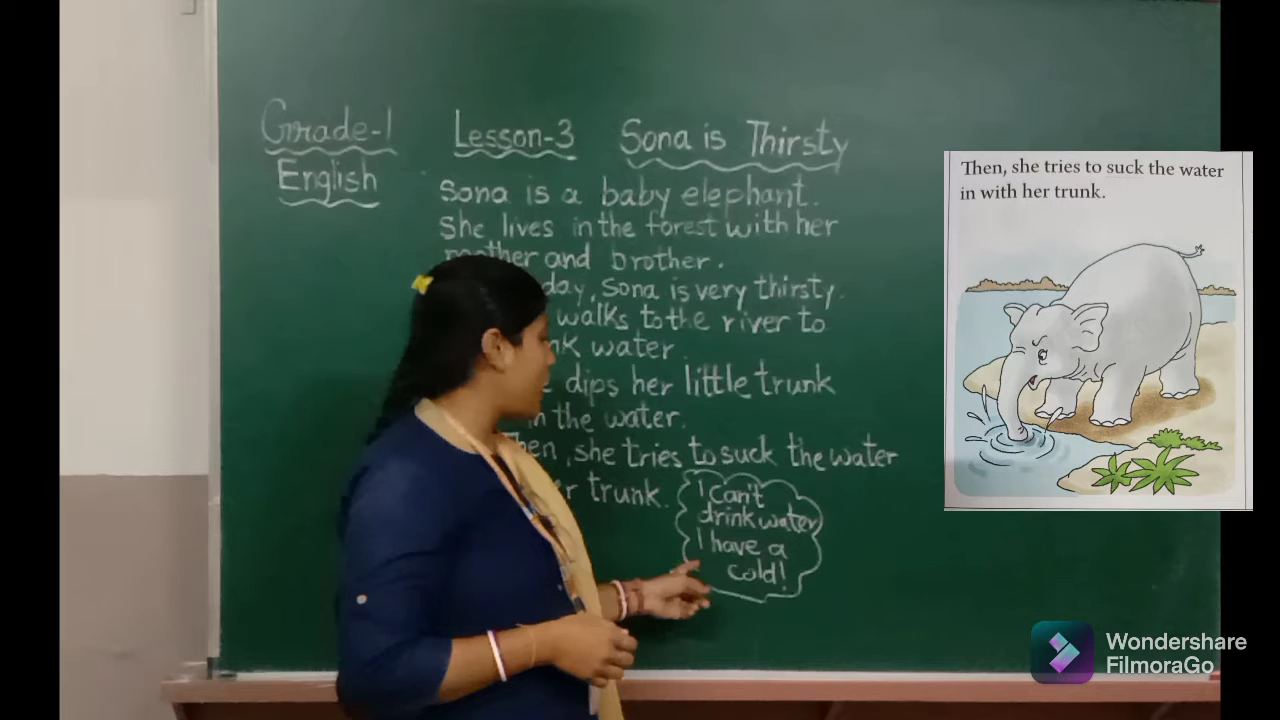 Grade-1
English
Lesson-3 Sona is Thirsty
Sona is a baby elephant.
She lives in the forest with her
mother and brother.
day, Sona is very thirsty.
walks to the river to
water
dips her little trunk
in the water.
Then, she tries to suck the water
trunk.
I Can't
drink water
I have a
cold!
Then, she tries to suck the water
in with her trunk.
Wondershare
FilmoraGo